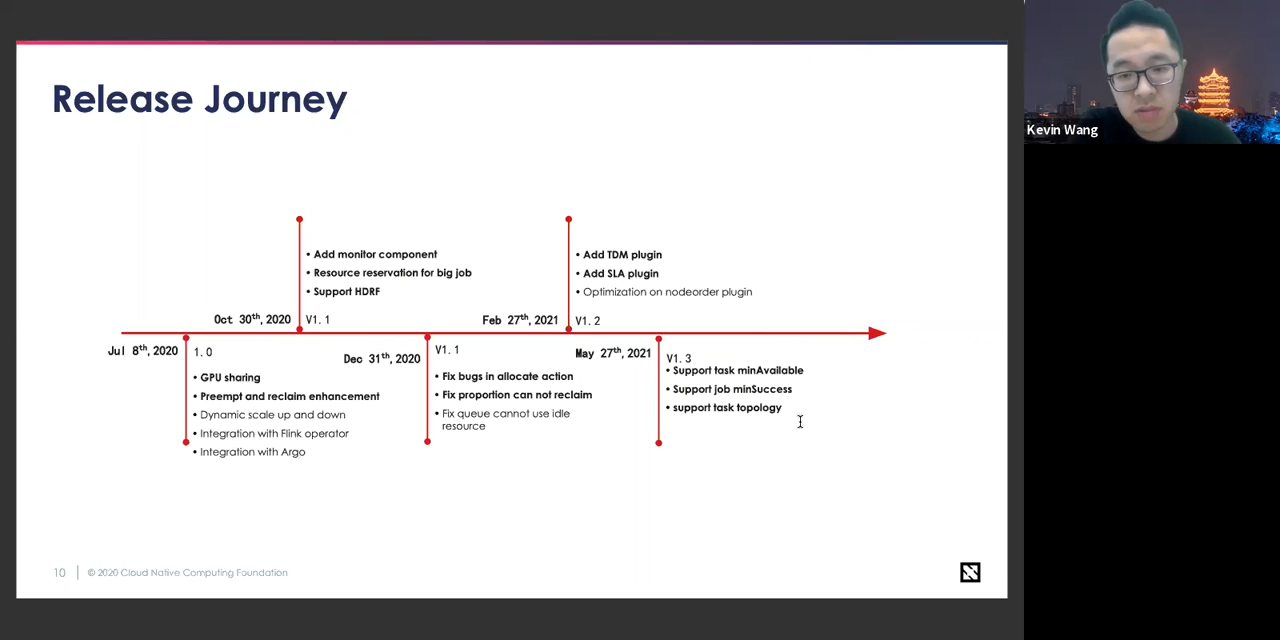 Release Journey
Kevin Wang
• Add monitor component
• Resource reservation for big job
• Support HDRF
Oct 30th, 2020
V1. 1
• Add TDM plugin
• Add SLA plugin
• Optimization on nodeorder plugin
Feb 27th, 2021
V1. 2
Jul 8th, 2020
1. 0
• GPU sharing
• Preempt and reclaim enhancement
• Dynamic scale up and down
• Integration with Flink operator
• Integration with Argo
Dec 31th, 2020
V1. 1
• Fix bugs in allocate action
• Fix proportion can not reclaim
• Fix queue cannot use idle
resource
May 27th, 2021
V1. 3
• Support task minAvailable
• Support job minSuccess
• support task topology
10
© 2020 Cloud Native Computing Foundation